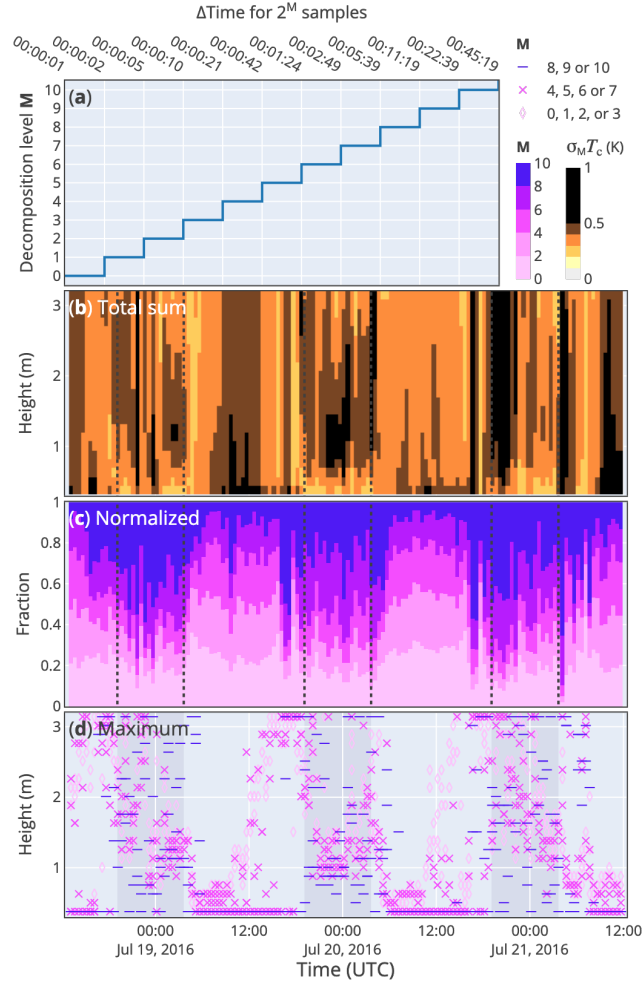 ΔTime for 2^M samples
00:00:01 00:00:02 00:00:05 00:00:10 00:00:21 00:00:42 00:01:24 00:02:49 00:05:39 00:11:19 00:22:39 00:45:19
M
8, 9 or 10
4, 5, 6 or 7
0, 1, 2, or 3
(a)
Decomposition level M
10
9
8
7
6
5
4
3
2
1
0
M
10
8
6
4
2
0
σ_M T_c (K)
1
0.5
0
(b) Total sum
Height (m)
3
2
1
(c) Normalized
Fraction
1
0.8
0.6
0.4
0.2
0
(d) Maximum
Height (m)
3
2
1
00:00 12:00 00:00 12:00 00:00 12:00
Jul 19, 2016 Jul 20, 2016 Jul 21, 2016
Time (UTC)